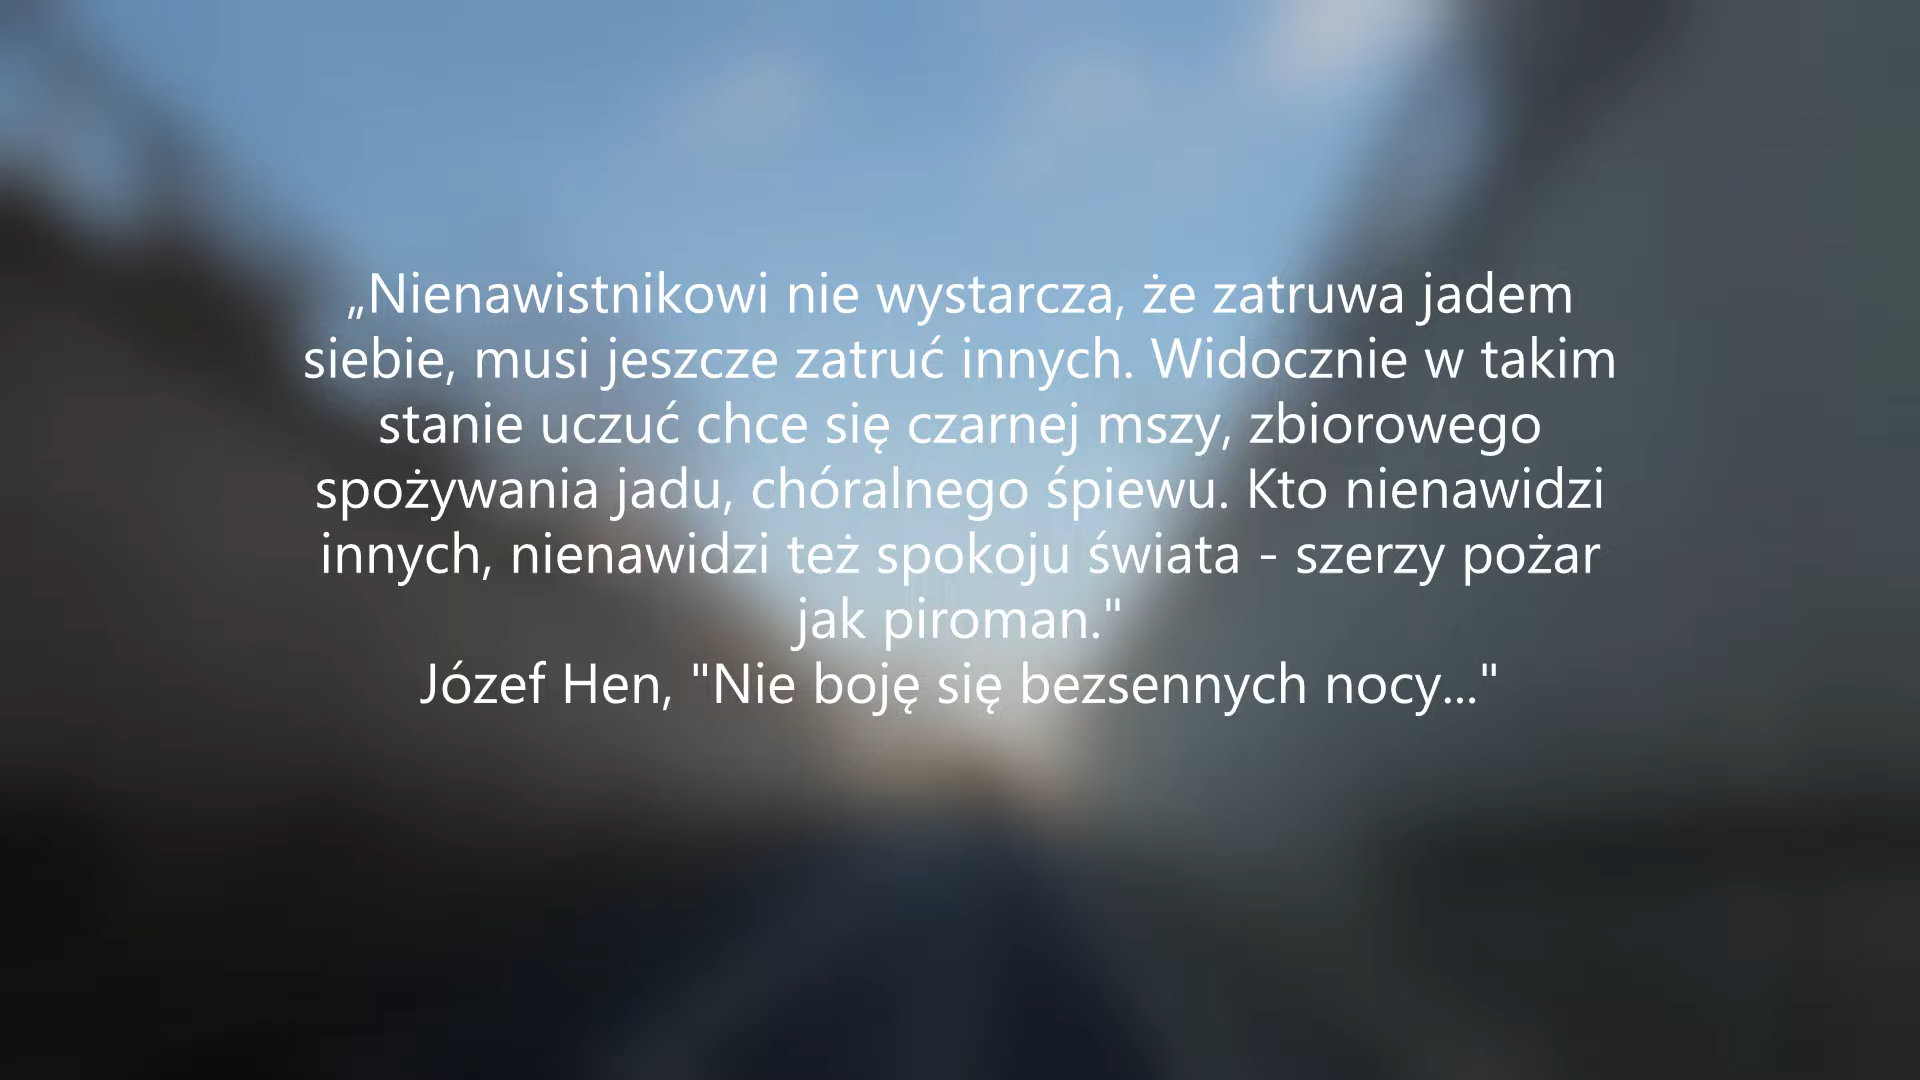 „Nienawistnikowi nie wystarcza, że zatruwa jadem
siebie, musi jeszcze zatruć innych. Widocznie w takim
stanie uczuć chce się czarnej mszy, zbiorowego
spożywania jadu, chóralnego śpiewu. Kto nienawidzi
innych, nienawidzi też spokoju świata - szerzy pożar
jak piroman."
Józef Hen, "Nie boję się bezsennych nocy..."